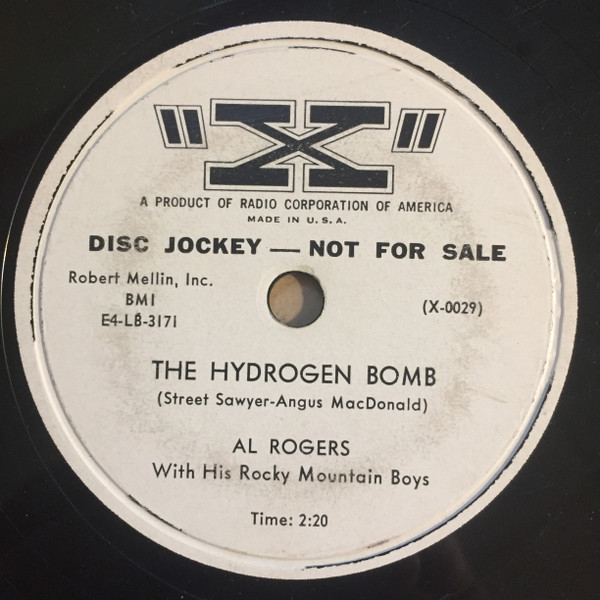 "X"
A PRODUCT OF RADIO CORPORATION OF AMERICA
MADE IN U.S.A.
DISC JOCKEY — NOT FOR SALE
Robert Mellin, Inc.
BMI
E4-LB-3171
(X-0029)
THE HYDROGEN BOMB
(Street Sawyer-Angus MacDonald)
AL ROGERS
With His Rocky Mountain Boys
Time: 2:20